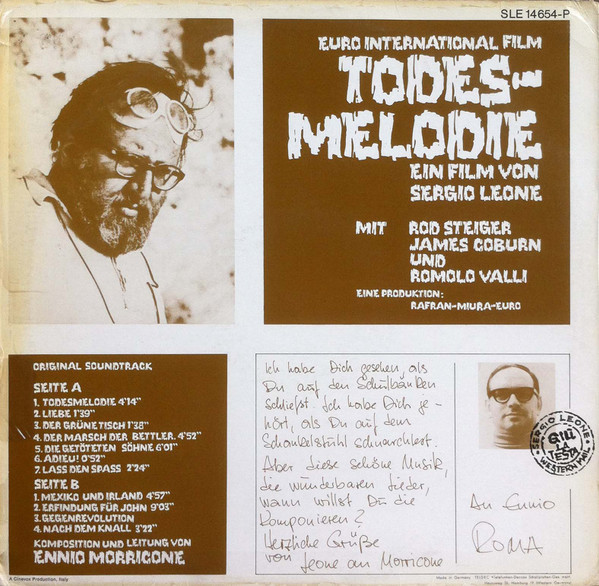 SLE 14654-P
EURO INTERNATIONAL FILM
TODES-
MELODIE
EIN FILM VON
SERGIO LEONE
MIT ROD STEIGER
JAMES COBURN
UND
ROMOLO VALLI
EINE PRODUKTION:
RAFRAN-MIURA-EURO
ORIGINAL SOUNDTRACK
SEITE A
1. TODESMELODIE 4'14"
2. LIEBE 1'39"
3. DER GRÜNE TISCH 1'38"
4. DER MARSCH DER BETTLER. 4'52"
5. DIE GETÖTETEN SÖHNE 6'01"
6. ADIEU! 0'52"
7. LASS DEN SPASS 2'24"
SEITE B
1. MEXIKO UND IRLAND 4'57"
2. ERFINDUNG FÜR JOHN 9'03"
3. GEGENREVOLUTION
4. NACH DEM KNALL 3'22"
KOMPOSITION UND LEITUNG VON
ENNIO MORRICONE
Ich habe Dich gesehen, als
Du auf den Schulbänken
schliefst. Ich habe Dich ge-
hört, als Du auf dem
Schaukelstuhl schnarchtest.
Aber diese schöne Musik,
die wunderbaren Lieder,
wann willst Du die
komponieren?
Herzliche Grüße
von Leone an Morricone
SERGIO LEONE
GIÙ
LA
TESTA
WESTERN
An Ennio
ROMA
A Cinevox Production, Italy
Made in Germany